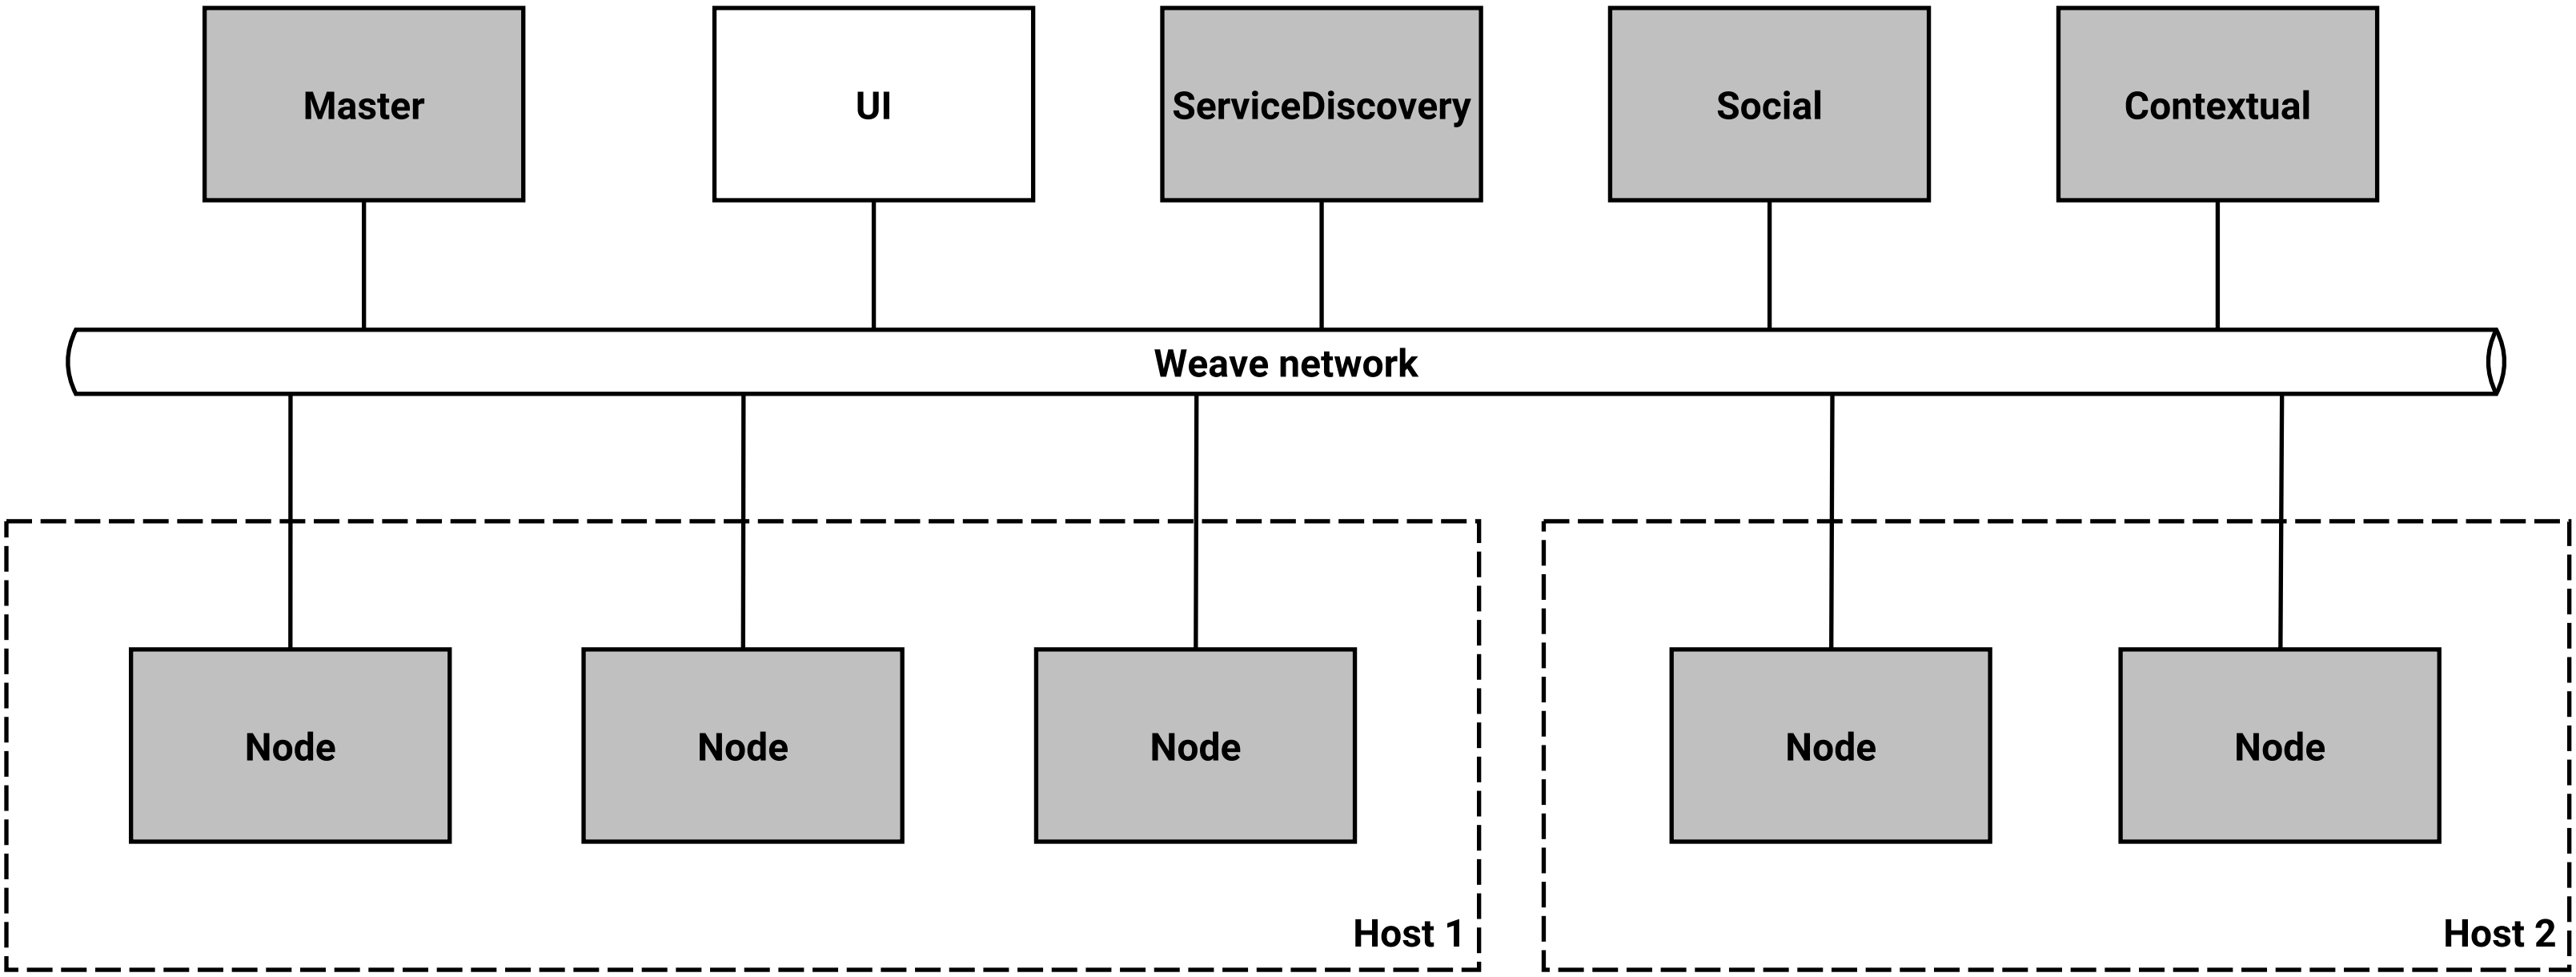 Master
UI
ServiceDiscovery
Social
Contextual
Weave network
Node
Node
Node
Node
Node
Host 1
Host 2